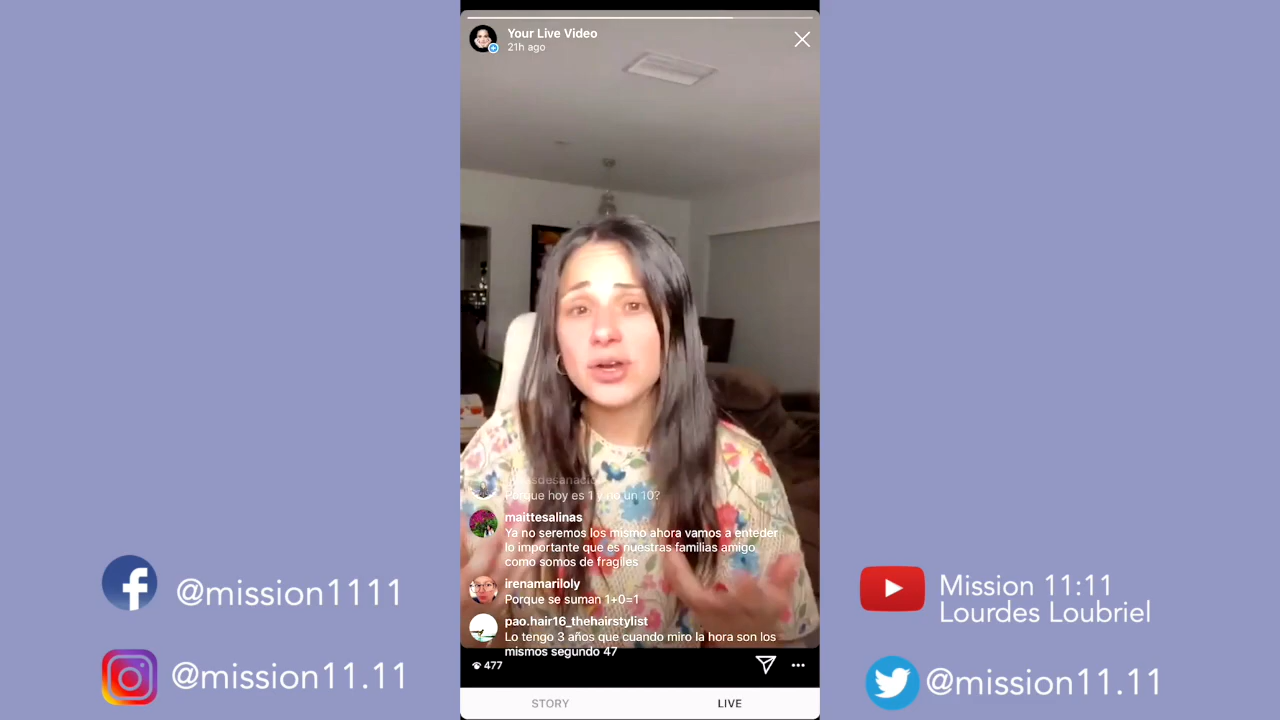 Your Live Video
21h ago
Porque hoy es 1 y no un 10?
maittesalinas
Ya no seremos los mismo ahora vamos a enteder
lo importante que es nuestras familias amigo
como somos de fragiles
irenamariloly
Porque se suman 1+0=1
pao.hair16_thehairstylist
Lo tengo 3 años que cuando miro la hora son los
mismos segundo 47
477
STORY
LIVE
@mission1111
@mission11.11
Mission 11:11
Lourdes Loubriel
@mission11.11